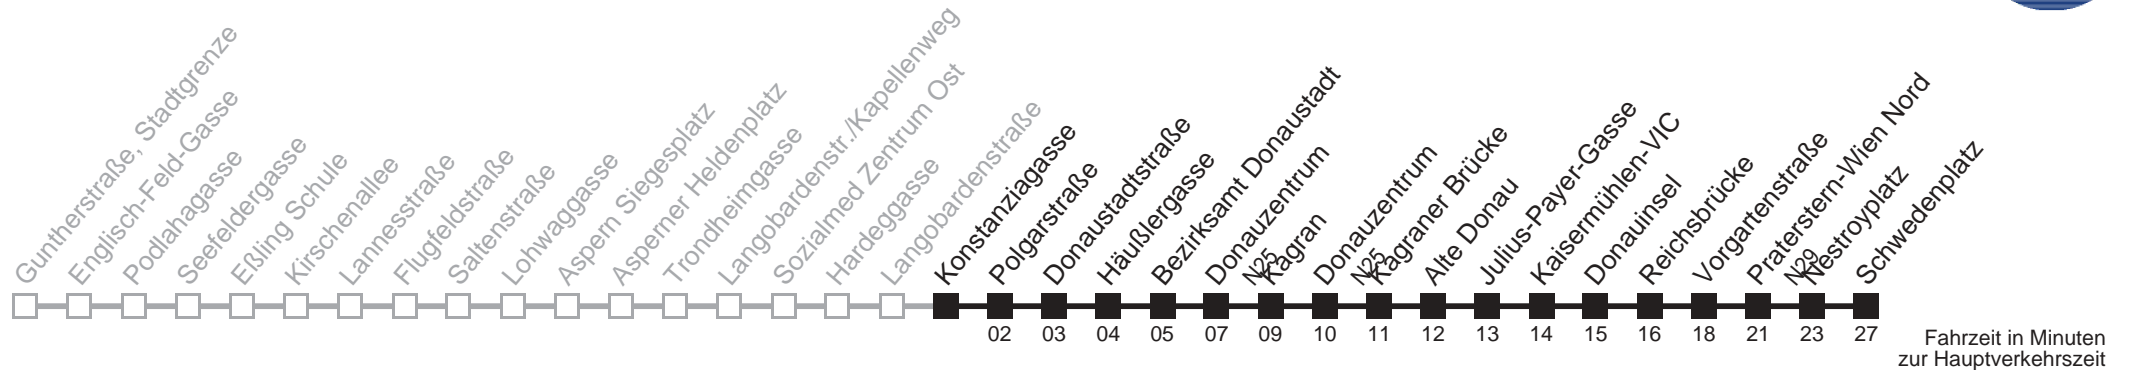 Guntherstraße, Stadtgrenze
Englisch-Feld-Gasse
Podlahagasse
Seefeldergasse
Eßling Schule
Kirschenallee
Lannesstraße
Flugfeldstraße
Saltenstraße
Lohwaggasse
Aspern Siegesplatz
Asperner Heldenplatz
Trondheimgasse
Langobardenstr./Kapellenweg
Sozialmed Zentrum Ost
Hardeggasse
Langobardenstraße
Konstanziagasse
Polgarstraße
Donaustadtstraße
Häußlergasse
Bezirksamt Donaustadt
Donauzentrum
N25
Kagran
Donauzentrum
N25
Kagraner Brücke
Alte Donau
Julius-Payer-Gasse
Kaisermühlen-VIC
Donauinsel
Reichsbrücke
Vorgartenstraße
Praterstern-Wien Nord
N29
Nestroyplatz
Schwedenplatz
02 03 04 05 07 09 10 11 12 13 14 15 16 18 21 23 27
Fahrzeit in Minuten
zur Hauptverkehrszeit